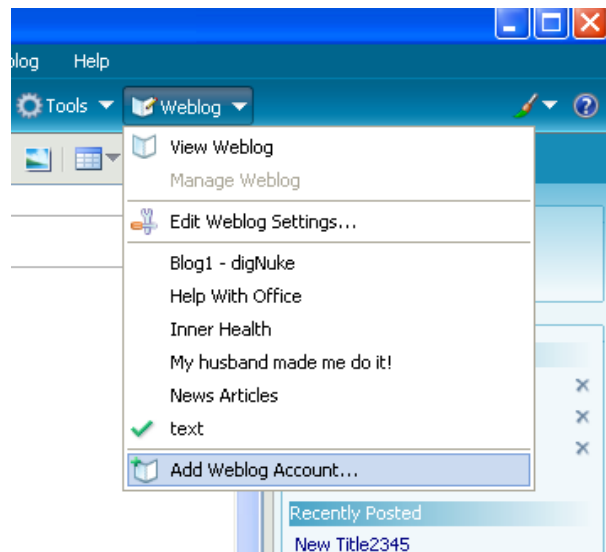 Help
Tools
Weblog
View Weblog
Manage Weblog
Edit Weblog Settings...
Blog1 - digNuke
Help With Office
Inner Health
My husband made me do it!
News Articles
text
Add Weblog Account...
Recently Posted
New Title2345